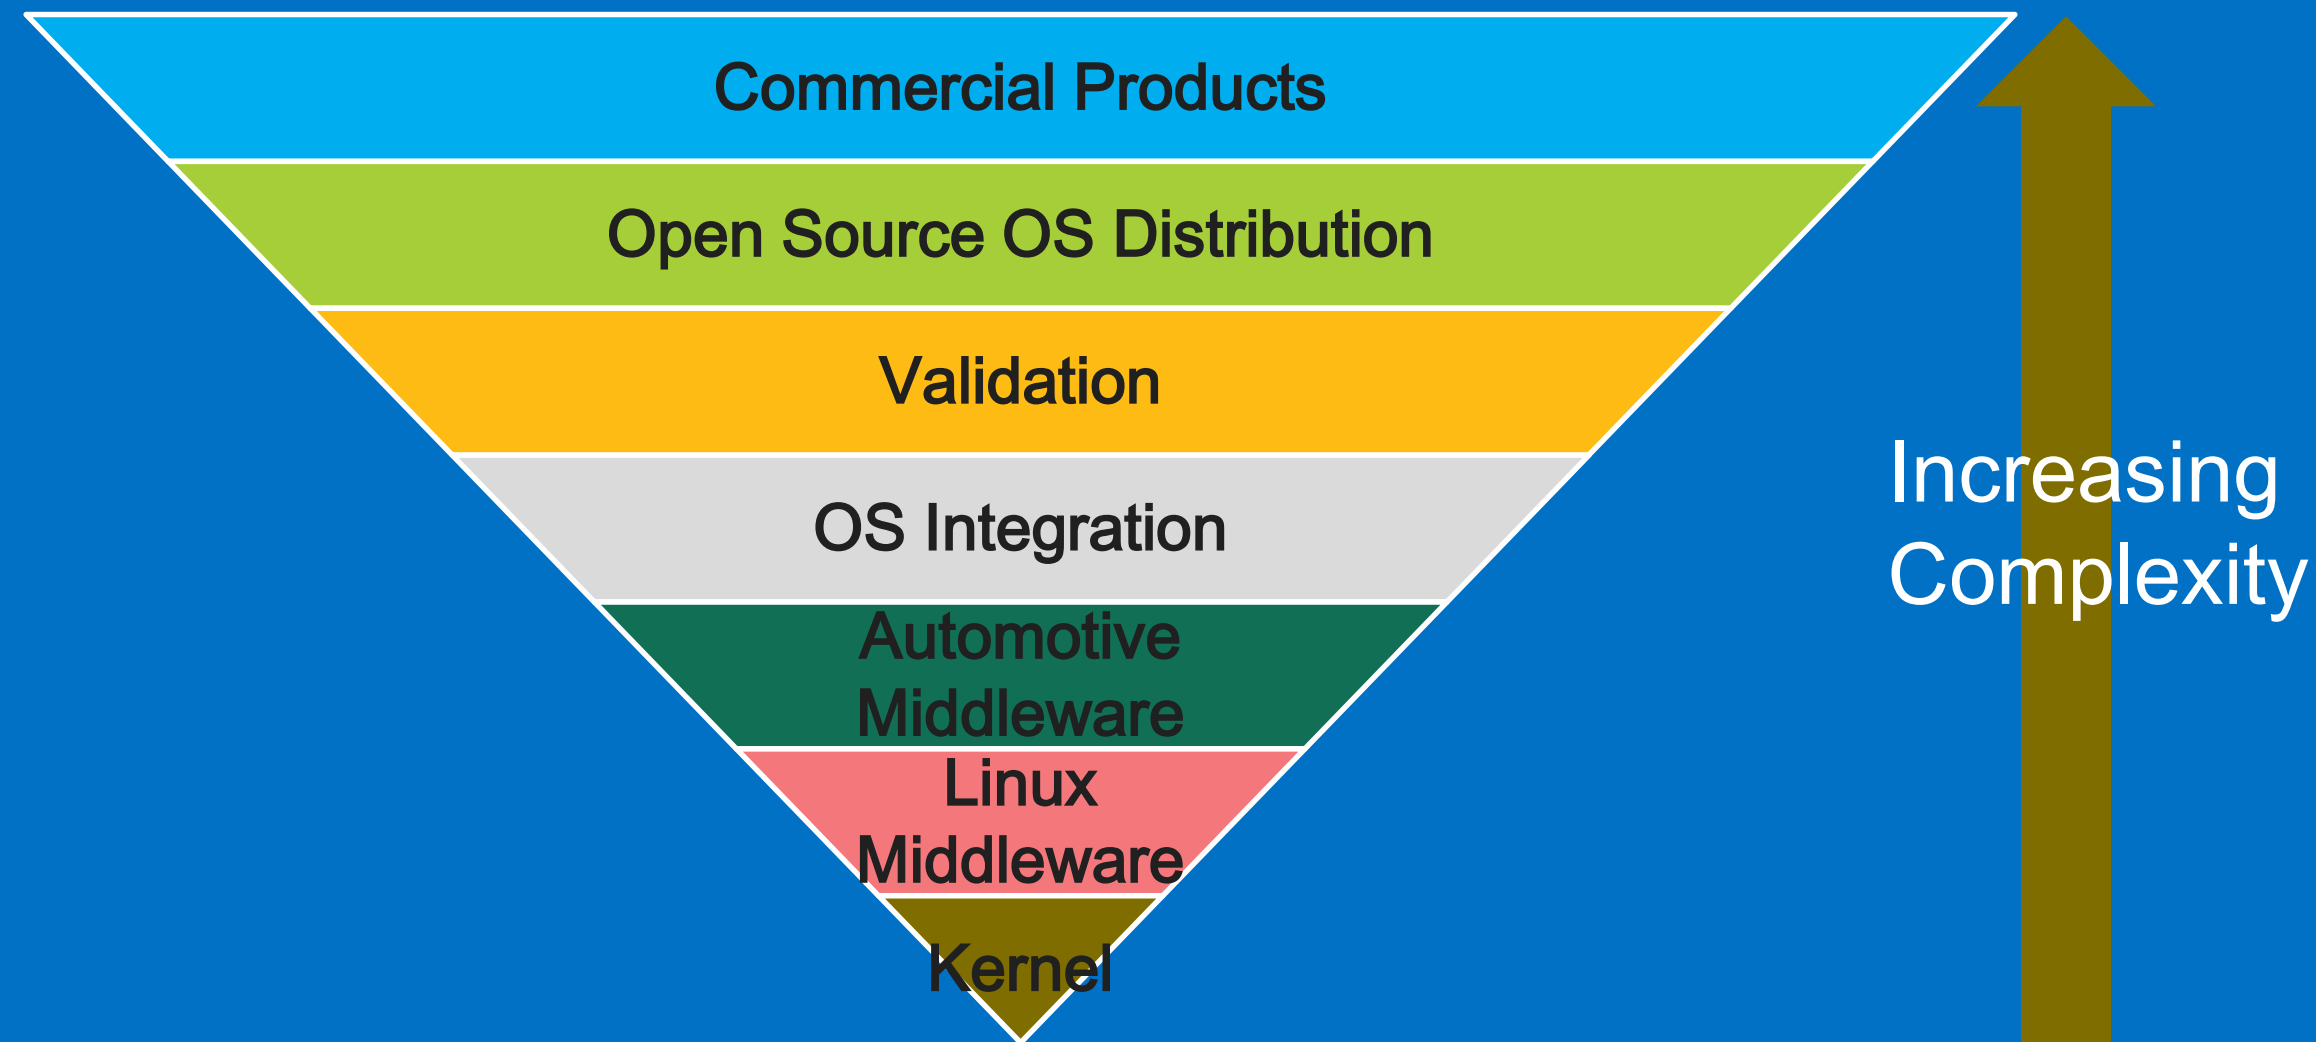 Commercial Products
Open Source OS Distribution
Validation
OS Integration
Automotive
Middleware
Linux
Middleware
Kernel
Increasing
Complexity